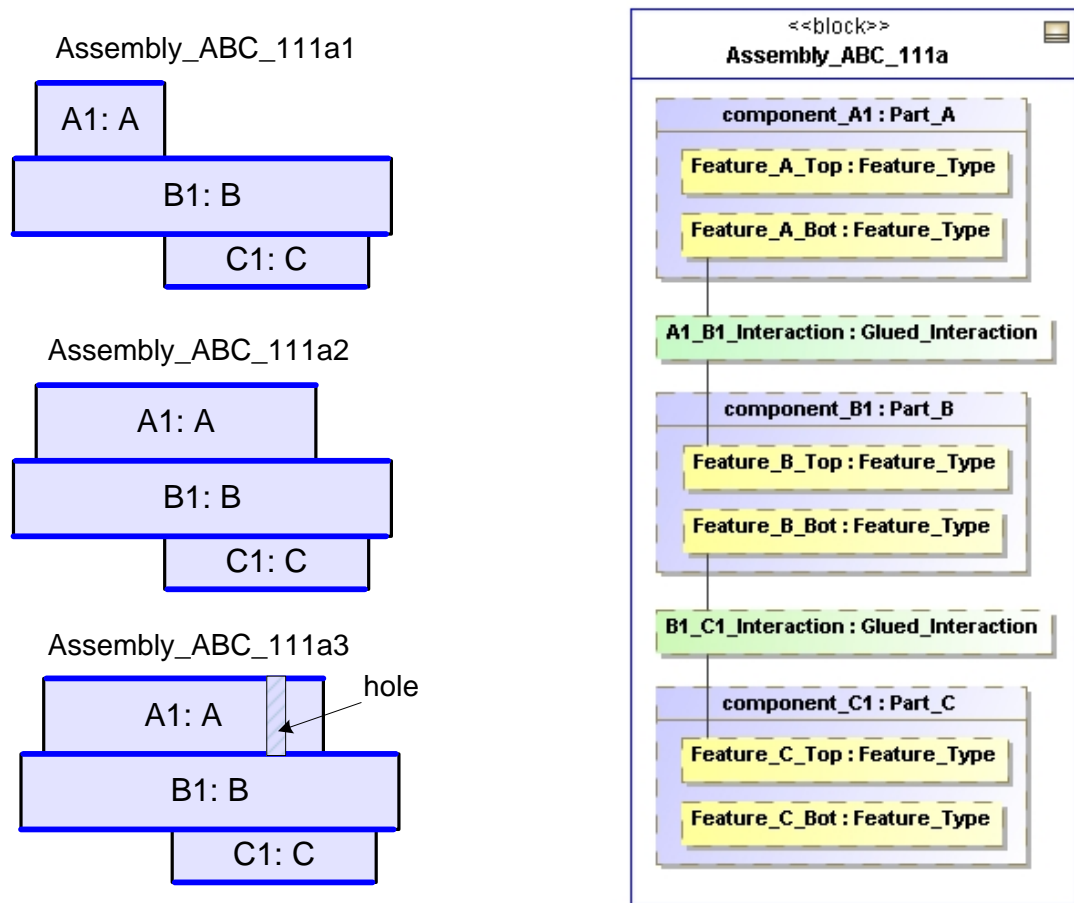 Assembly_ABC_111a1
A1: A
B1: B
C1: C
Assembly_ABC_111a2
A1: A
B1: B
C1: C
Assembly_ABC_111a3
hole
A1: A
B1: B
C1: C
<<block>>
Assembly_ABC_111a
component_A1 : Part_A
Feature_A_Top : Feature_Type
Feature_A_Bot : Feature_Type
A1_B1_Interaction : Glued_Interaction
component_B1 : Part_B
Feature_B_Top : Feature_Type
Feature_B_Bot : Feature_Type
B1_C1_Interaction : Glued_Interaction
component_C1 : Part_C
Feature_C_Top : Feature_Type
Feature_C_Bot : Feature_Type